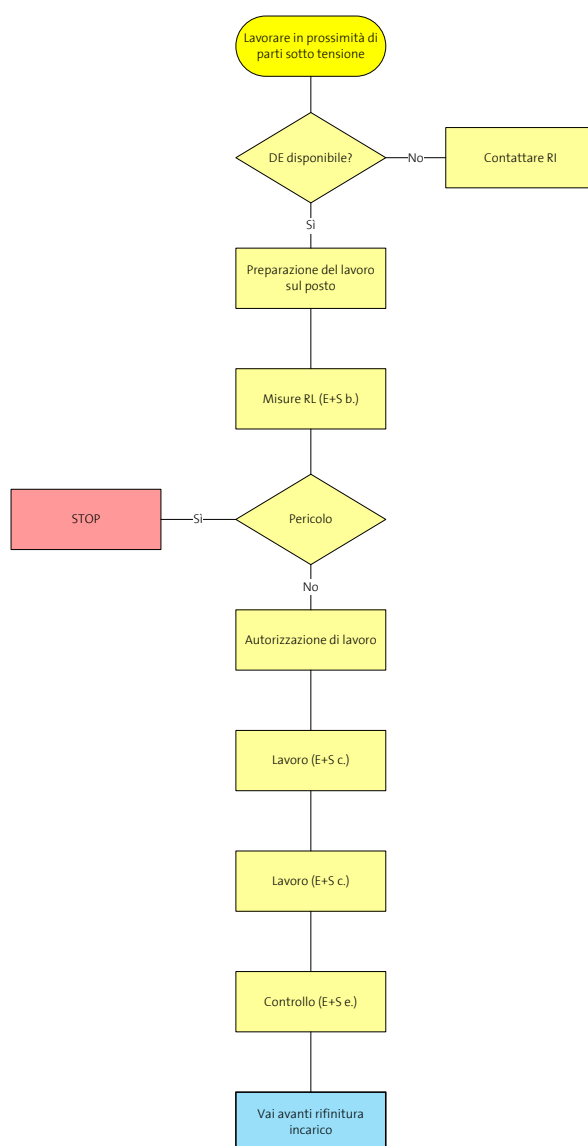 Lavorare in prossimità di
parti sotto tensione
DE disponibile?
No
Contattare RI
Sì
Preparazione del lavoro
sul posto
Misure RL (E+S b.)
STOP
Sì
Pericolo
No
Autorizzazione di lavoro
Lavoro (E+S c.)
Lavoro (E+S c.)
Controllo (E+S e.)
Vai avanti rifinitura
incarico